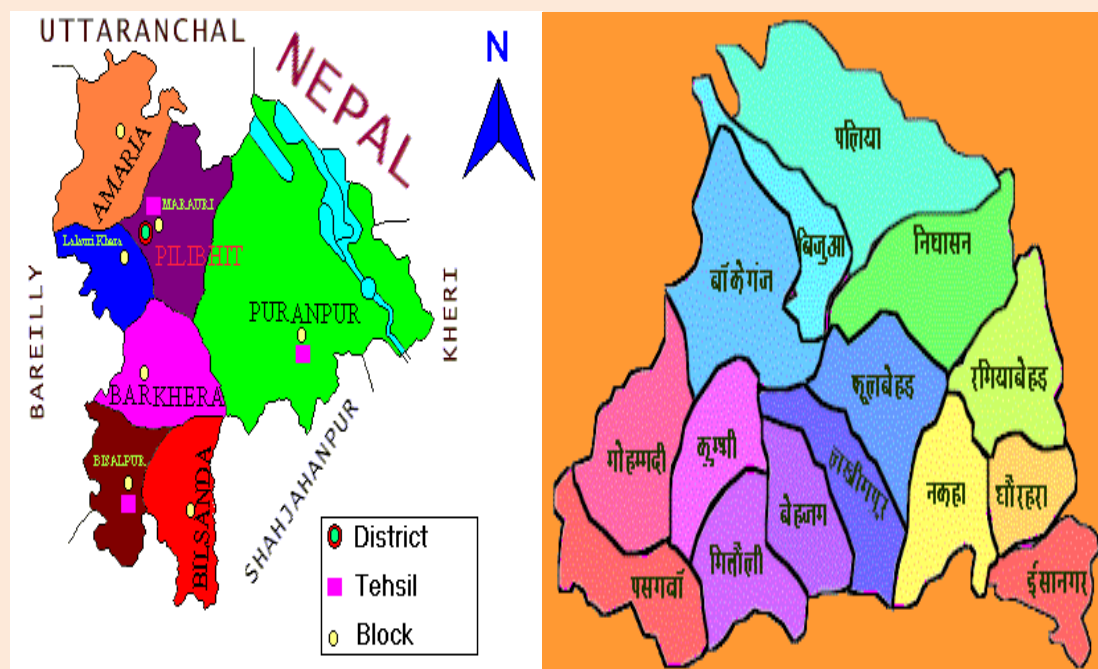 UTTARANCHAL
NEPAL
N
AMARIA
MARAURI
Lalauri Khera
PILIBHIT
BAREILLY
PURANPUR
KHERI
BARKHERA
SHAHJAHANPUR
BISALPUR
BILSANDA
District
Tehsil
Block
पलिया
बिजुआ
निघासन
बॉकेगंज
रमियाबेहड
फूलबेहड
मोहम्मदी
कुम्भी
लखीमपुर
बेहजम
नकहा
धौरहरा
मितौली
पसगवॉ
ईसानगर